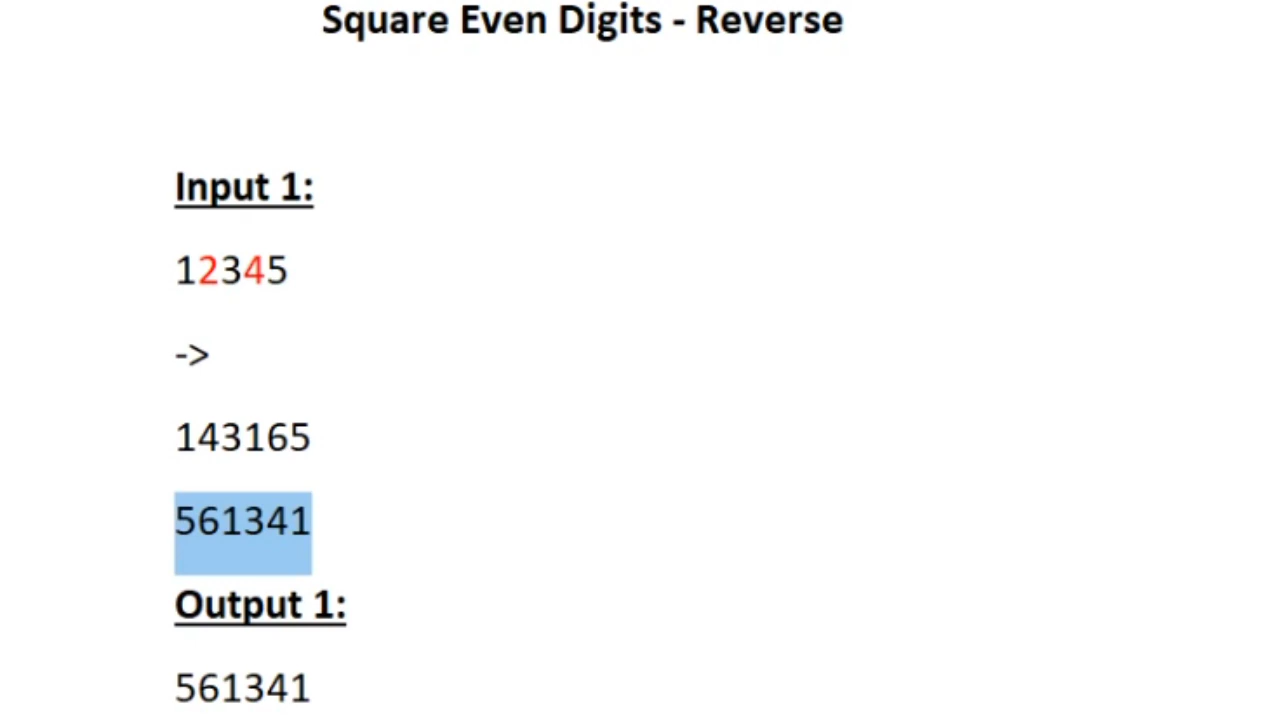 Square Even Digits - Reverse
Input 1:
12345
->
143165
561341
Output 1:
561341